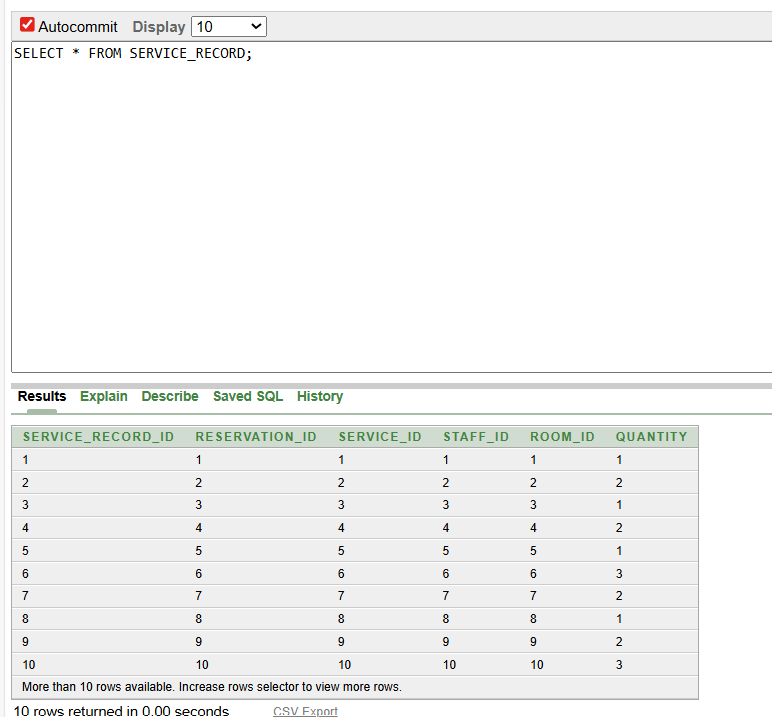 Autocommit Display 10
SELECT * FROM SERVICE_RECORD;
Results Explain Describe Saved SQL History
SERVICE_RECORD_ID RESERVATION_ID SERVICE_ID STAFF_ID ROOM_ID QUANTITY
1 1 1 1 1 1
2 2 2 2 2 2
3 3 3 3 3 1
4 4 4 4 4 2
5 5 5 5 5 1
6 6 6 6 6 3
7 7 7 7 7 2
8 8 8 8 8 1
9 9 9 9 9 2
10 10 10 10 10 3
More than 10 rows available. Increase rows selector to view more rows.
10 rows returned in 0.00 seconds CSV Export